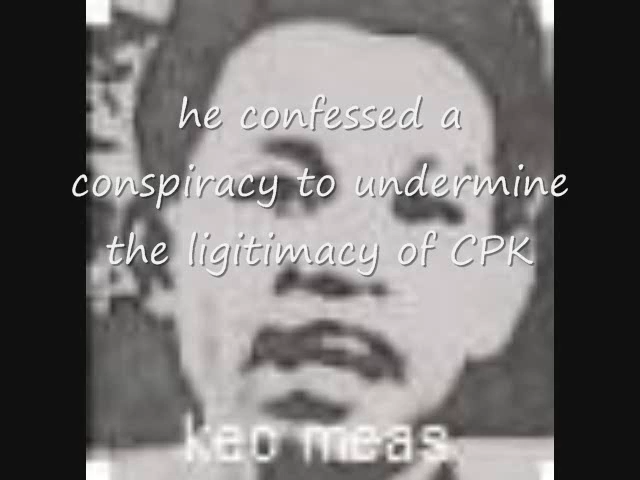 he confessed a
conspiracy to undermine
the ligitimacy of CPK
keo meas